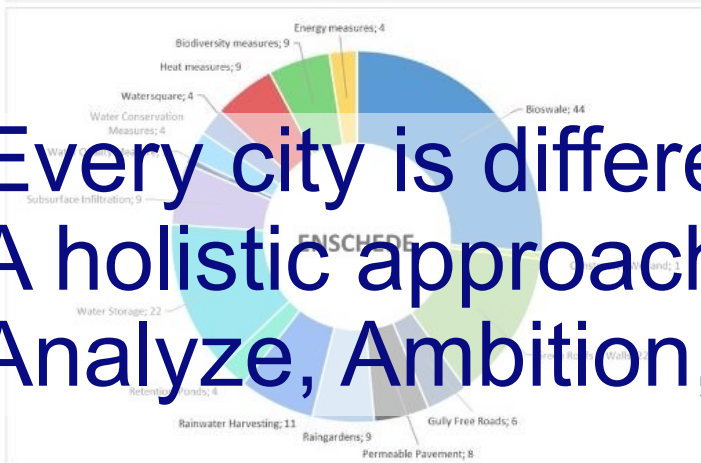 Energy measures; 4
Biodiversity measures; 9
Heat measures; 9
Bioswale; 44
Watersquare; 4
Water Conservation
Measures; 4
Every city is differe
Subsurface Infiltration; 9
ENSCHEDE
A holistic approach
Water Storage; 22
Analyze, Ambition,
Retention Ponds; 4
Rainwater Harvesting; 11
Gully Free Roads; 6
Raingardens; 9
Permeable Pavement; 8